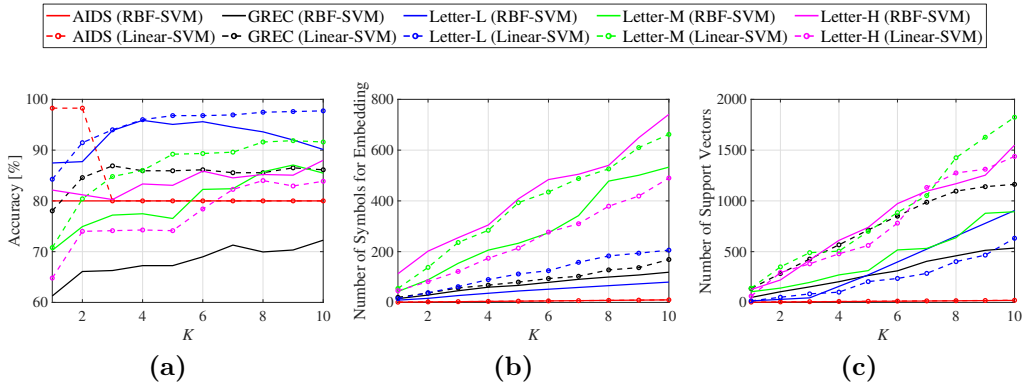 AIDS (RBF-SVM) GREC (RBF-SVM) Letter-L (RBF-SVM) Letter-M (RBF-SVM) Letter-H (RBF-SVM)
AIDS (Linear-SVM) GREC (Linear-SVM) Letter-L (Linear-SVM) Letter-M (Linear-SVM) Letter-H (Linear-SVM)
Accuracy [%]
100
90
80
70
60
2 4 6 8 10
K
(a)
Number of Symbols for Embedding
800
600
400
200
0
2 4 6 8 10
K
(b)
Number of Support Vectors
2000
1500
1000
500
0
2 4 6 8 10
K
(c)